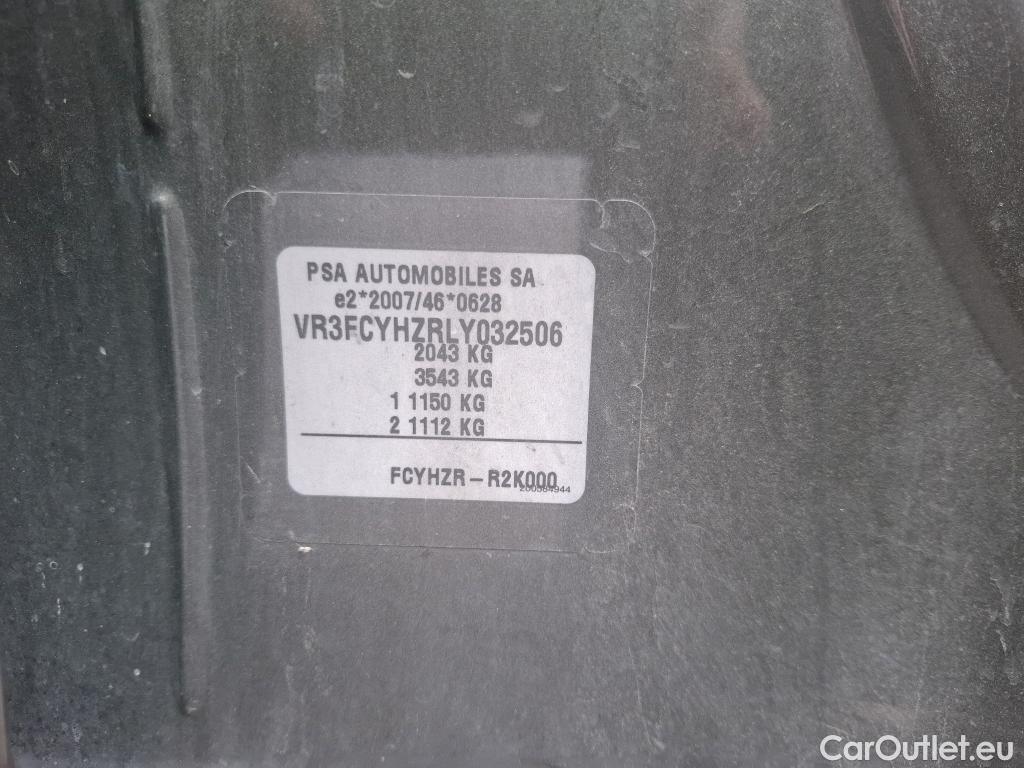 PSA AUTOMOBILES SA
e2*2007/46*0628
VR3FCYHZRLY032506
2043 KG
3543 KG
1 1150 KG
2 1112 KG
FCYHZR - R2K000
CarOutlet.eu